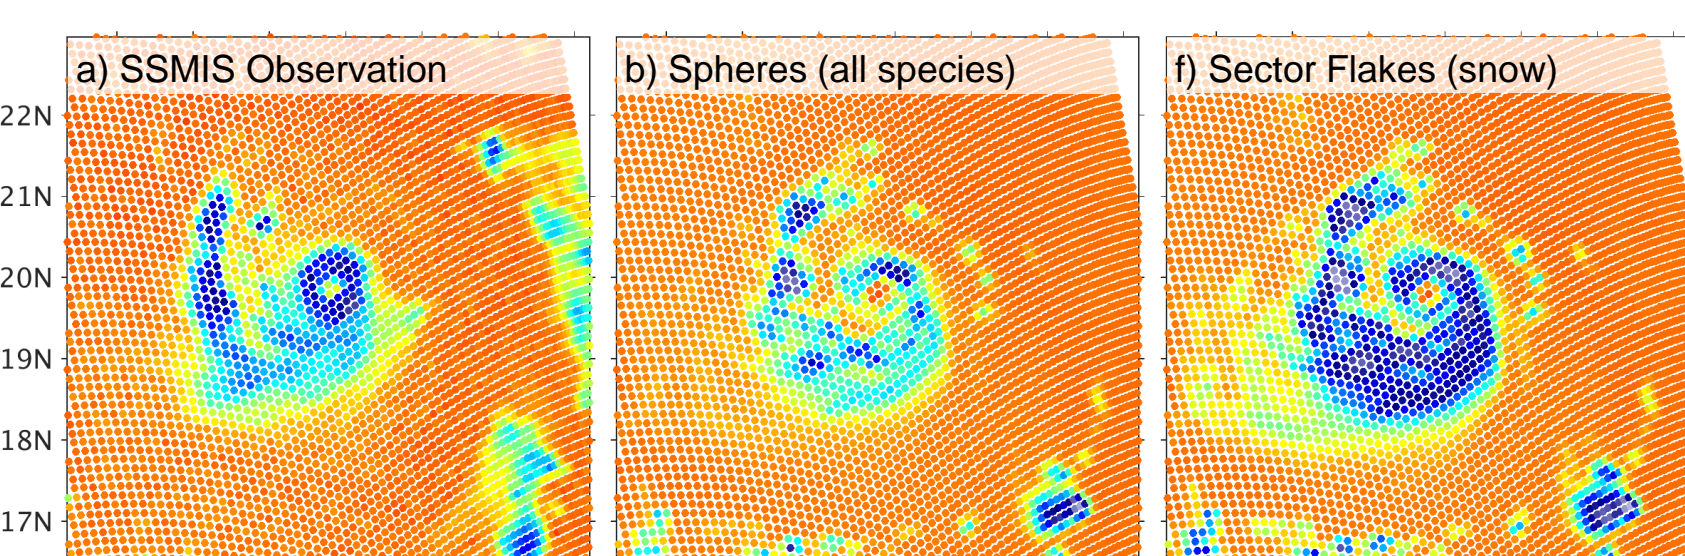 a) SSMIS Observation
b) Spheres (all species)
f) Sector Flakes (snow)
22N
21N
20N
19N
18N
17N